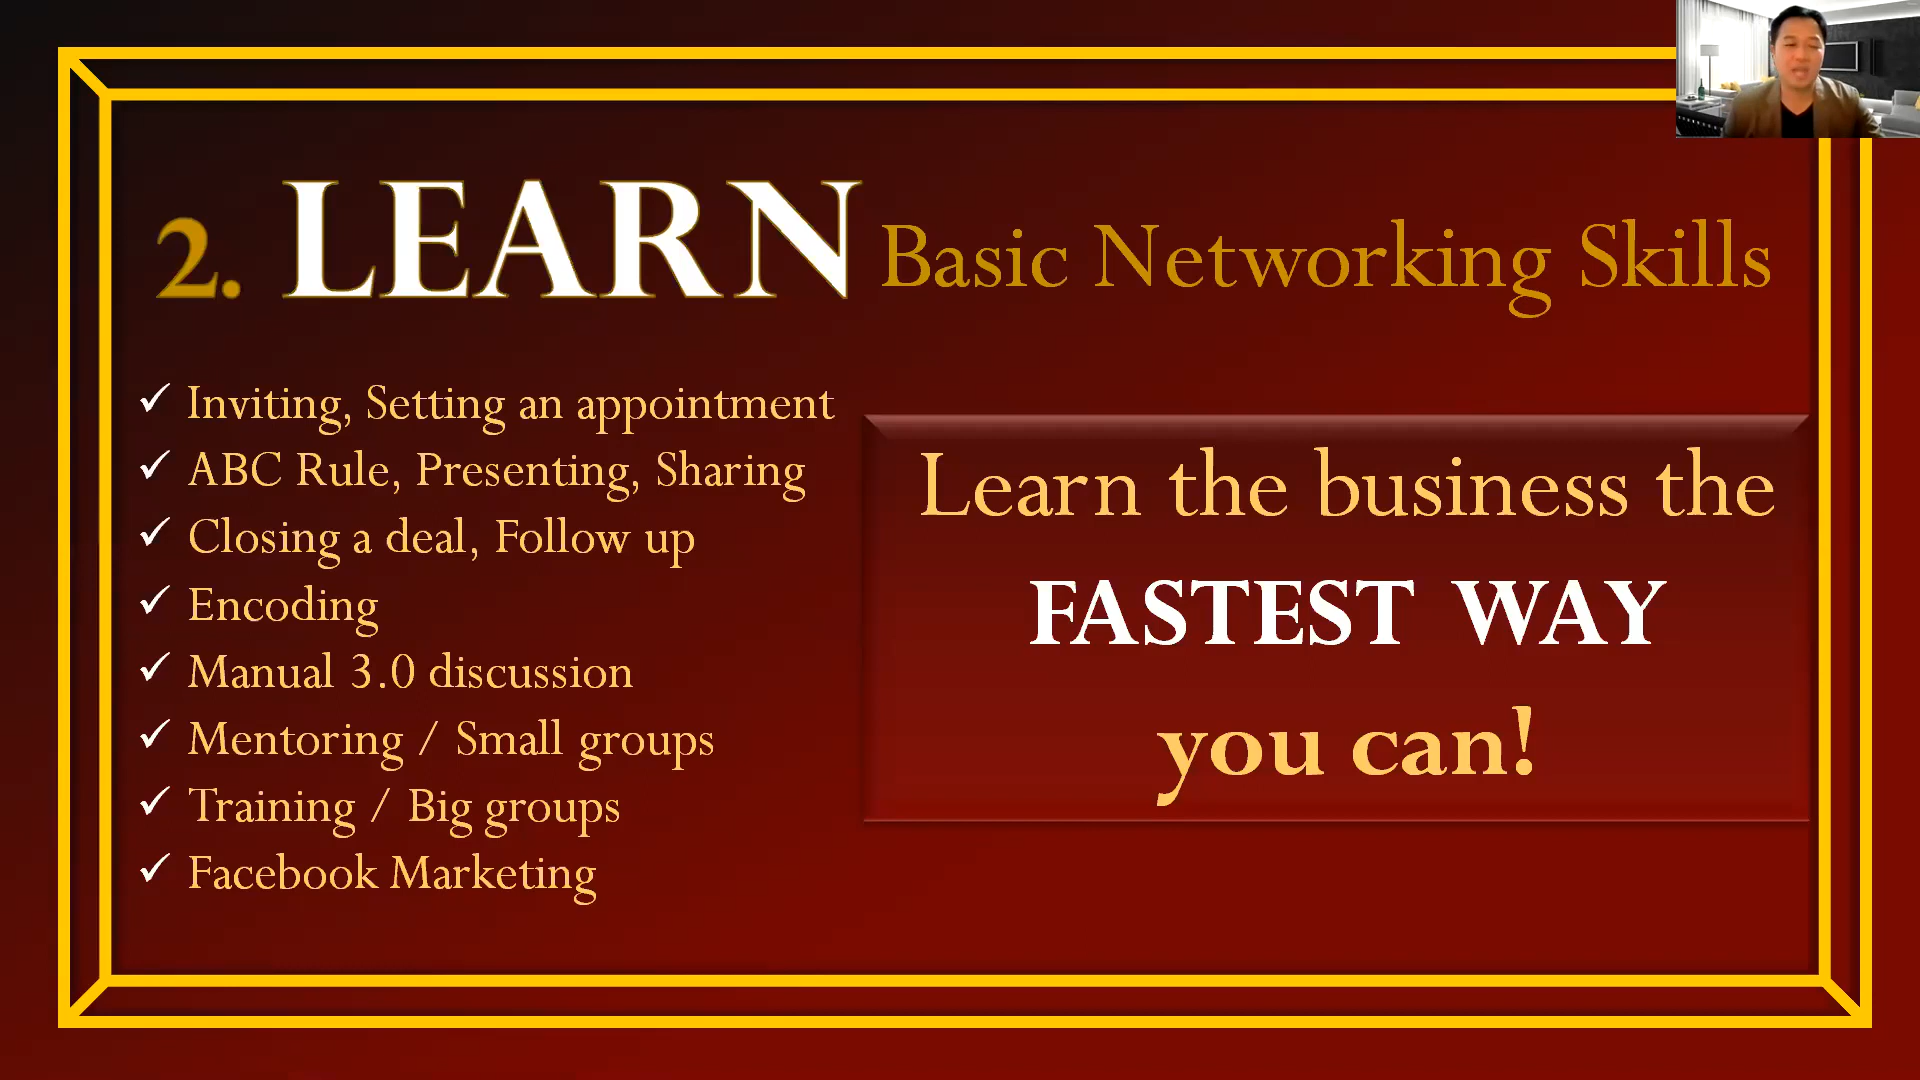 2. LEARN Basic Networking Skills
✓ Inviting, Setting an appointment
✓ ABC Rule, Presenting, Sharing
✓ Closing a deal, Follow up
✓ Encoding
✓ Manual 3.0 discussion
✓ Mentoring / Small groups
✓ Training / Big groups
✓ Facebook Marketing
Learn the business the
FASTEST WAY
you can!